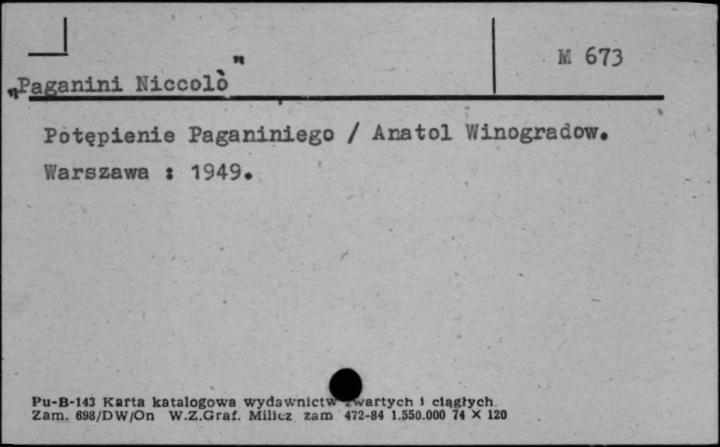 M 673
„Paganini Niccolò"
Potępienie Paganiniego / Anatol Winogradow.
Warszawa : 1949.
Pu-B-143 Karta katalogowa wydawnictw zwartych i ciągłych.
Zam. 698/DW/On W.Z.Graf. Milicz zam 472-84 1.550.000 74 X 120